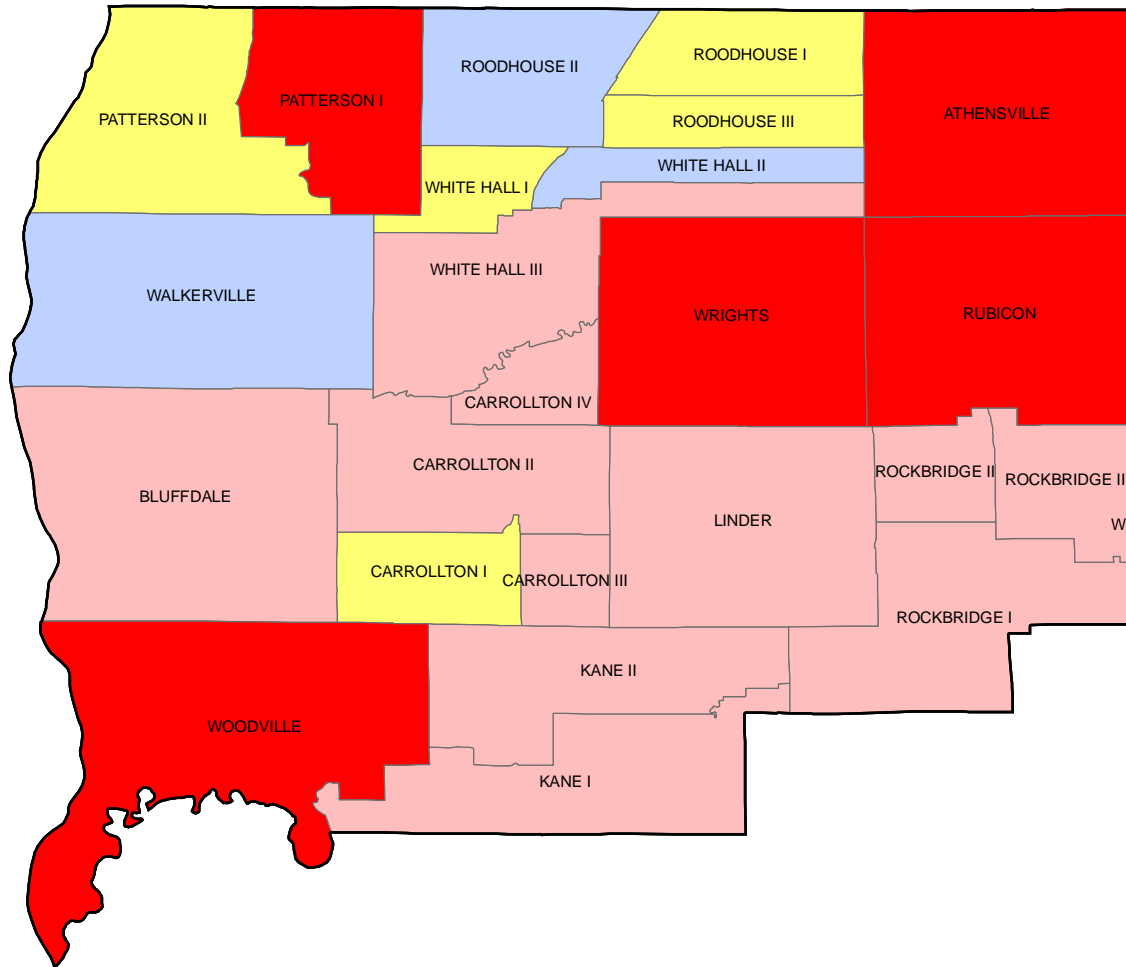 ROODHOUSE I
ROODHOUSE II
PATTERSON I
ATHENSVILLE
PATTERSON II
ROODHOUSE III
WHITE HALL II
WHITE HALL I
WHITE HALL III
WALKERVILLE
WRIGHTS
RUBICON
CARROLLTON IV
CARROLLTON II
ROCKBRIDGE II
ROCKBRIDGE II
BLUFFDALE
LINDER
W
CARROLLTON I
CARROLLTON III
ROCKBRIDGE I
KANE II
WOODVILLE
KANE I